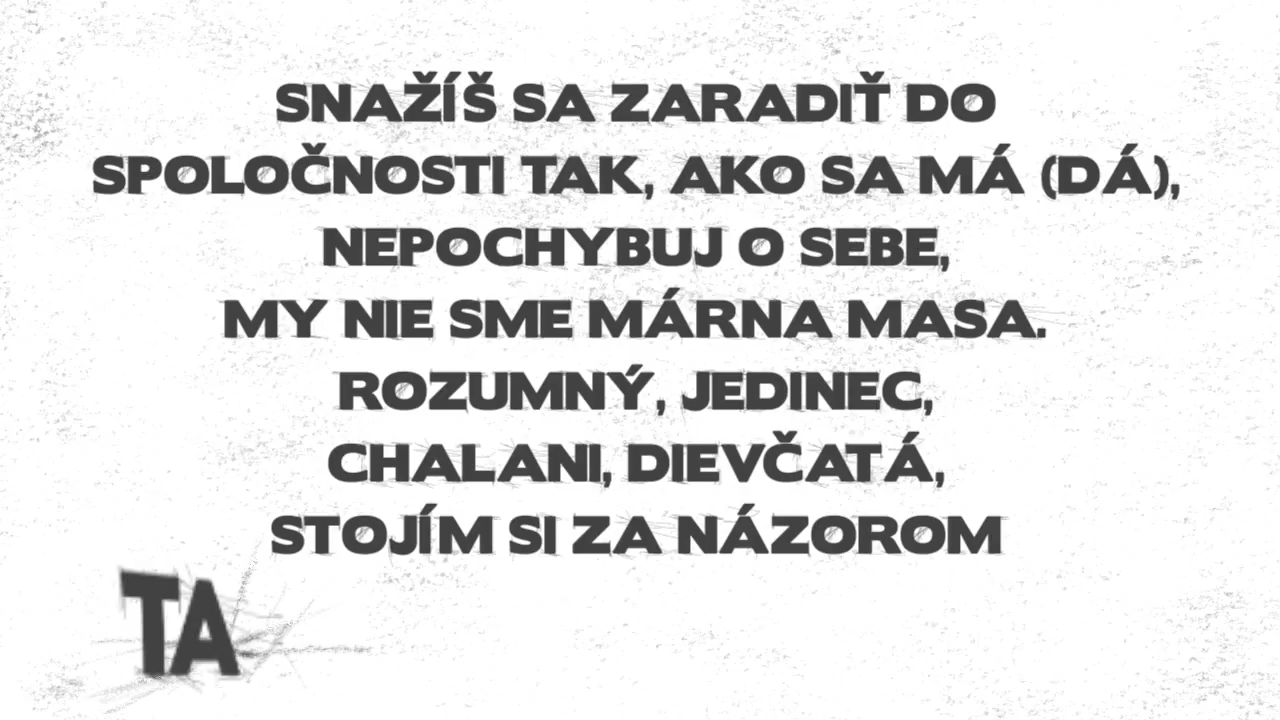 SNAŽÍŠ SA ZARADIŤ DO
SPOLOČNOSTI TAK, AKO SA MÁ (DÁ),
NEPOCHYBUJ O SEBE,
MY NIE SME MÁRNA MASA.
ROZUMNÝ, JEDINEC,
CHALANI, DIEVČATÁ,
STOJÍM SI ZA NÁZOROM
TA